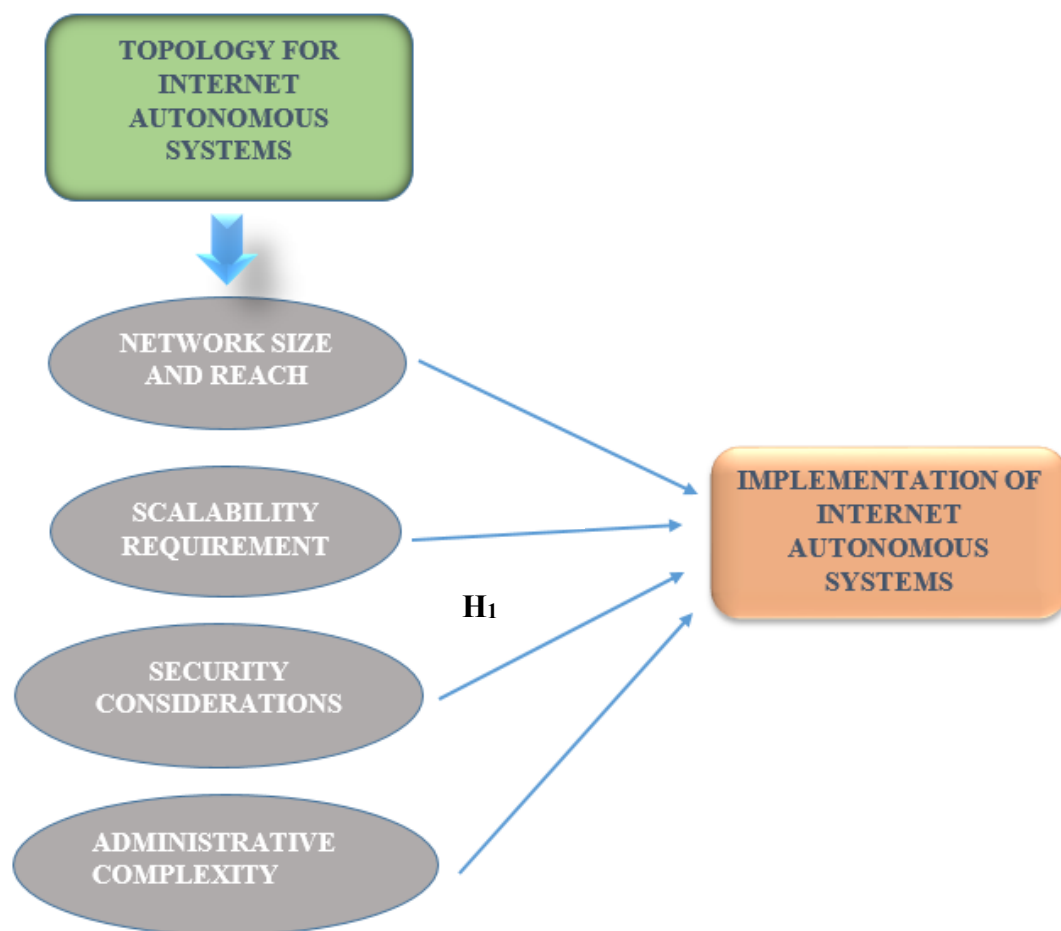 TOPOLOGY FOR
INTERNET
AUTONOMOUS
SYSTEMS
NETWORK SIZE
AND REACH
SCALABILITY
REQUIREMENT
IMPLEMENTATION OF
INTERNET
AUTONOMOUS
SYSTEMS
H1
SECURITY
CONSIDERATIONS
ADMINISTRATIVE
COMPLEXITY